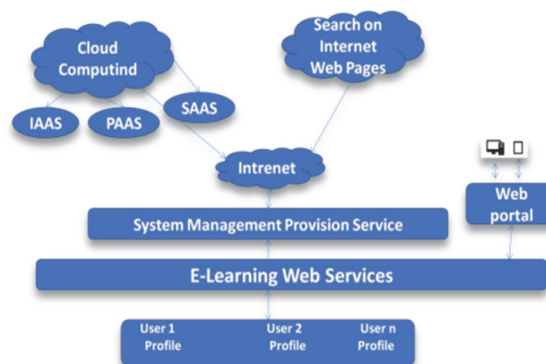 Cloud
Computind
Search on
Internet
Web Pages
SAAS
IAAS
PAAS
Intrenet
Web
portal
System Management Provision Service
E-Learning Web Services
User 1
Profile
User 2
Profile
User n
Profile